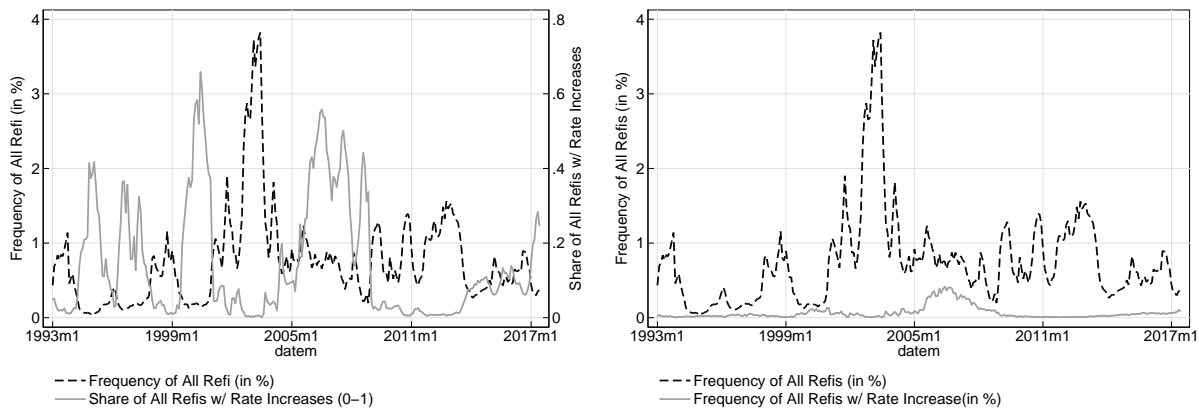 Frequency of All Refi (in %)
0
1
2
3
4
Share of All Refis w/ Rate Increases
0
.2
.4
.6
.8
1993m1 1999m1 2005m1 2011m1 2017m1
datem
Frequency of All Refi (in %)
Share of All Refis w/ Rate Increases (0–1)
Frequency of All Refis (in %)
0
1
2
3
4
1993m1 1999m1 2005m1 2011m1 2017m1
datem
Frequency of All Refis (in %)
Frequency of All Refis w/ Rate Increase(in %)